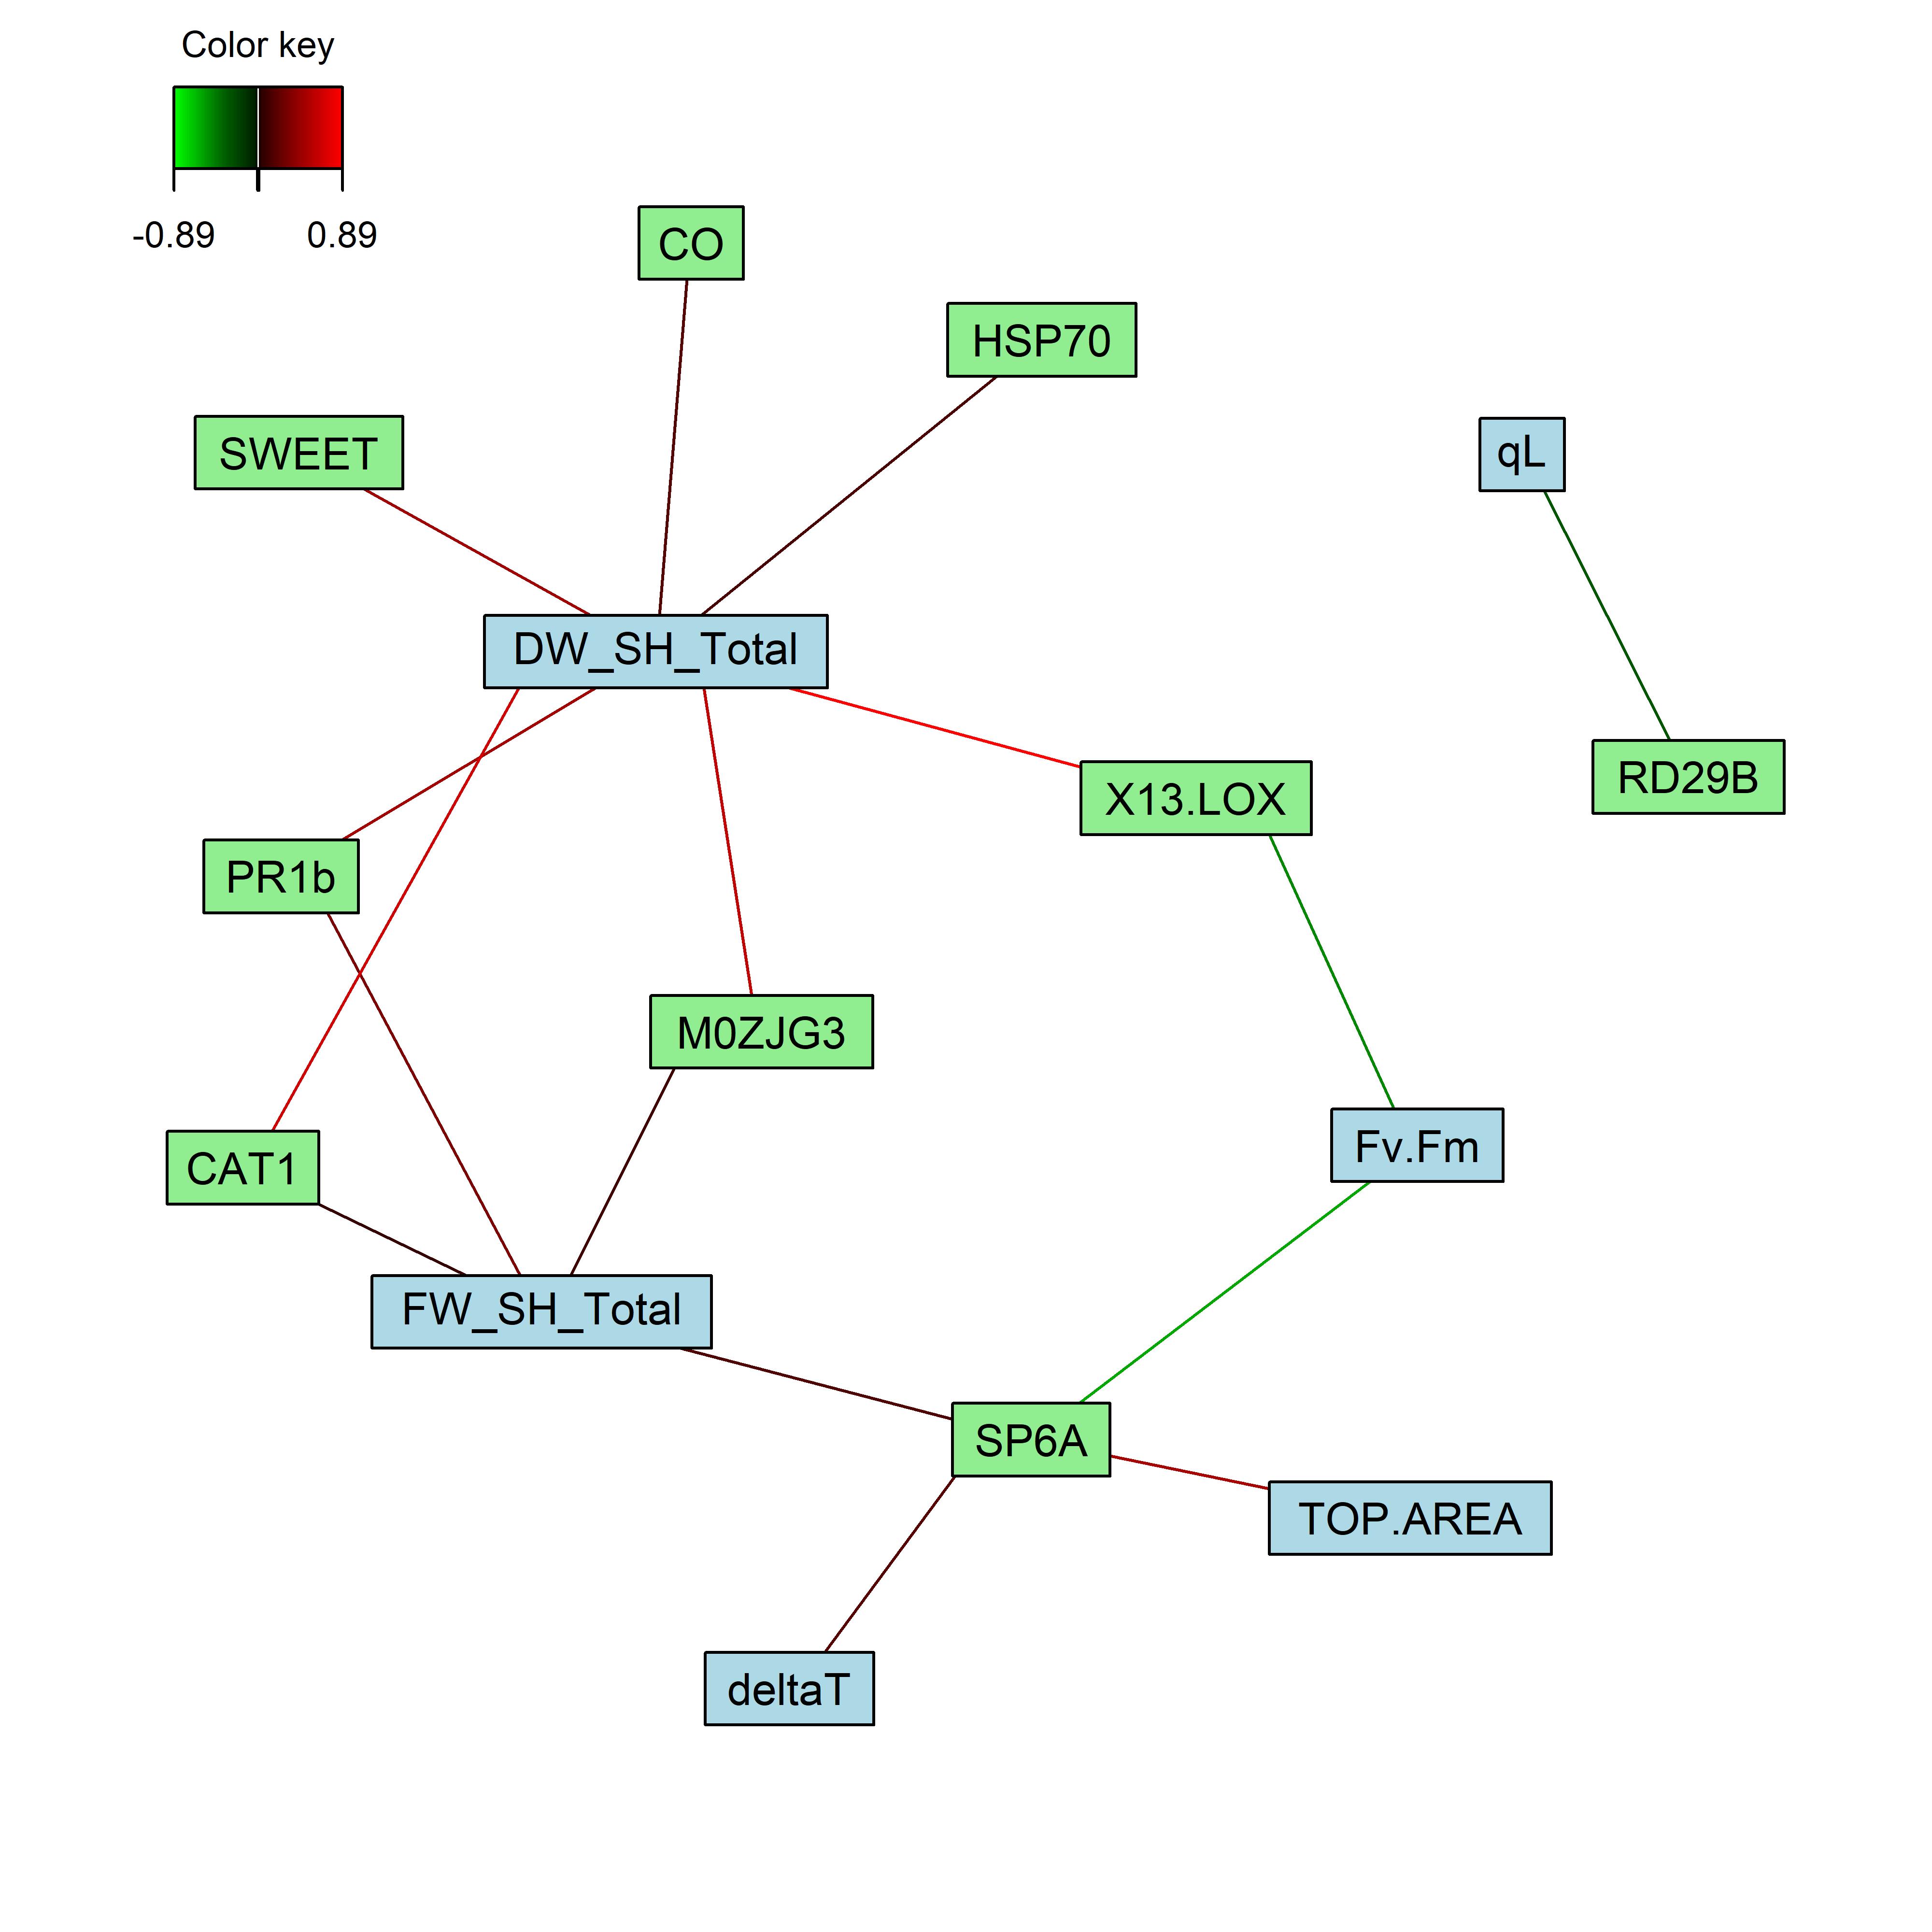 Color key
-0.89 0.89
CO
HSP70
SWEET
qL
DW_SH_Total
RD29B
X13.LOX
PR1b
M0ZJG3
Fv.Fm
CAT1
FW_SH_Total
SP6A
TOP.AREA
deltaT